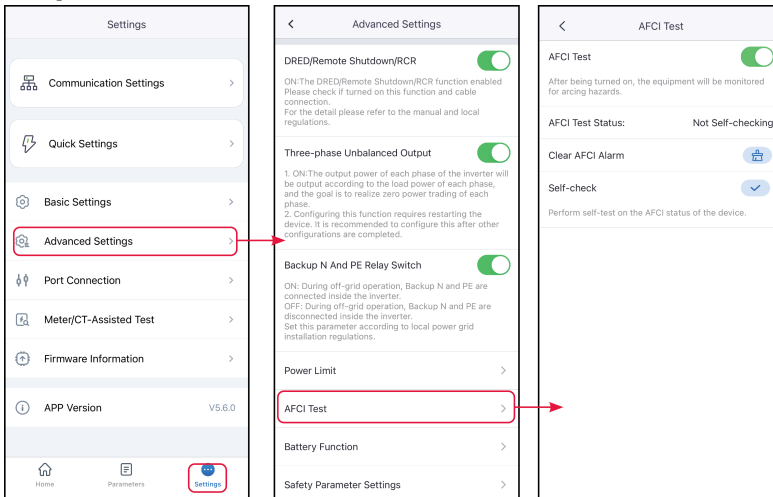 Settings
Communication Settings
Quick Settings
Basic Settings
Advanced Settings
Port Connection
Meter/CT-Assisted Test
Firmware Information
APP Version V5.6.0
Home Parameters Settings
Advanced Settings
DRED/Remote Shutdown/RCR
ON:The DRED/Remote Shutdown/RCR function enabled
Please check if turned on this function and cable
connection.
For the detail please refer to the manual and local
regulations.
Three-phase Unbalanced Output
1. ON:The output power of each phase of the inverter will
be output according to the load power of each phase,
and the goal is to realize zero power trading of each
phase.
2. Configuring this function requires restarting the
device. It is recommended to configure this after other
configurations are completed.
Backup N And PE Relay Switch
ON: During off-grid operation, Backup N and PE are
connected inside the inverter.
OFF: During off-grid operation, Backup N and PE are
disconnected inside the inverter.
Set this parameter according to local power grid
installation regulations.
Power Limit
AFCI Test
Battery Function
Safety Parameter Settings
AFCI Test
AFCI Test
After being turned on, the equipment will be monitored
for arcing hazards.
AFCI Test Status: Not Self-checking
Clear AFCI Alarm
Self-check
Perform self-test on the AFCI status of the device.